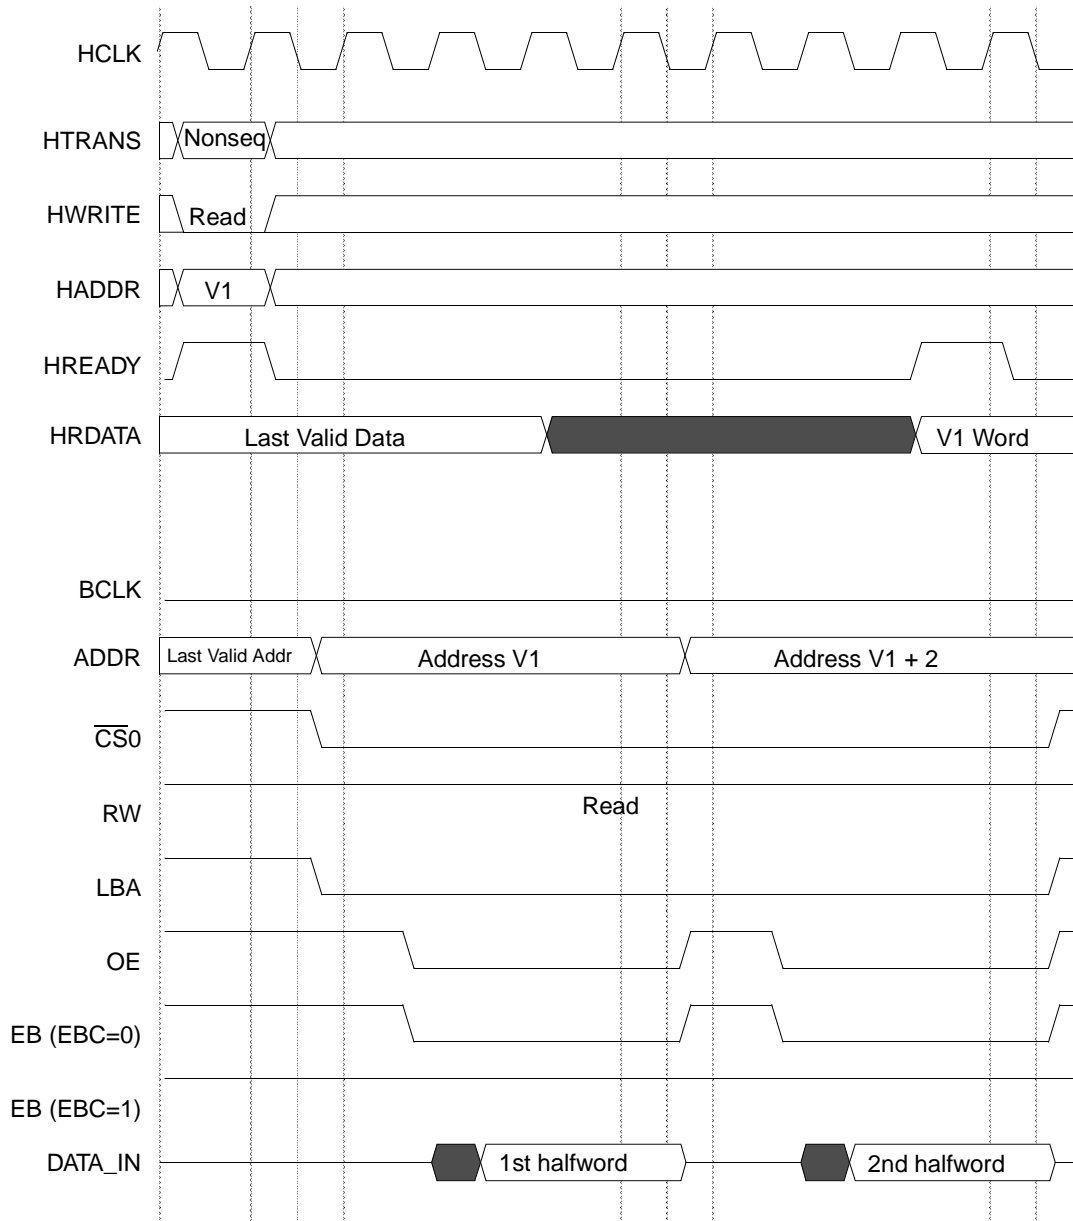 HCLK
HTRANS Nonseq
HWRITE Read
HADDR V1
HREADY
HRDATA Last Valid Data V1 Word
BCLK
ADDR Last Valid Addr Address V1 Address V1 + 2
CS0
RW Read
LBA
OE
EB (EBC=0)
EB (EBC=1)
DATA_IN 1st halfword 2nd halfword